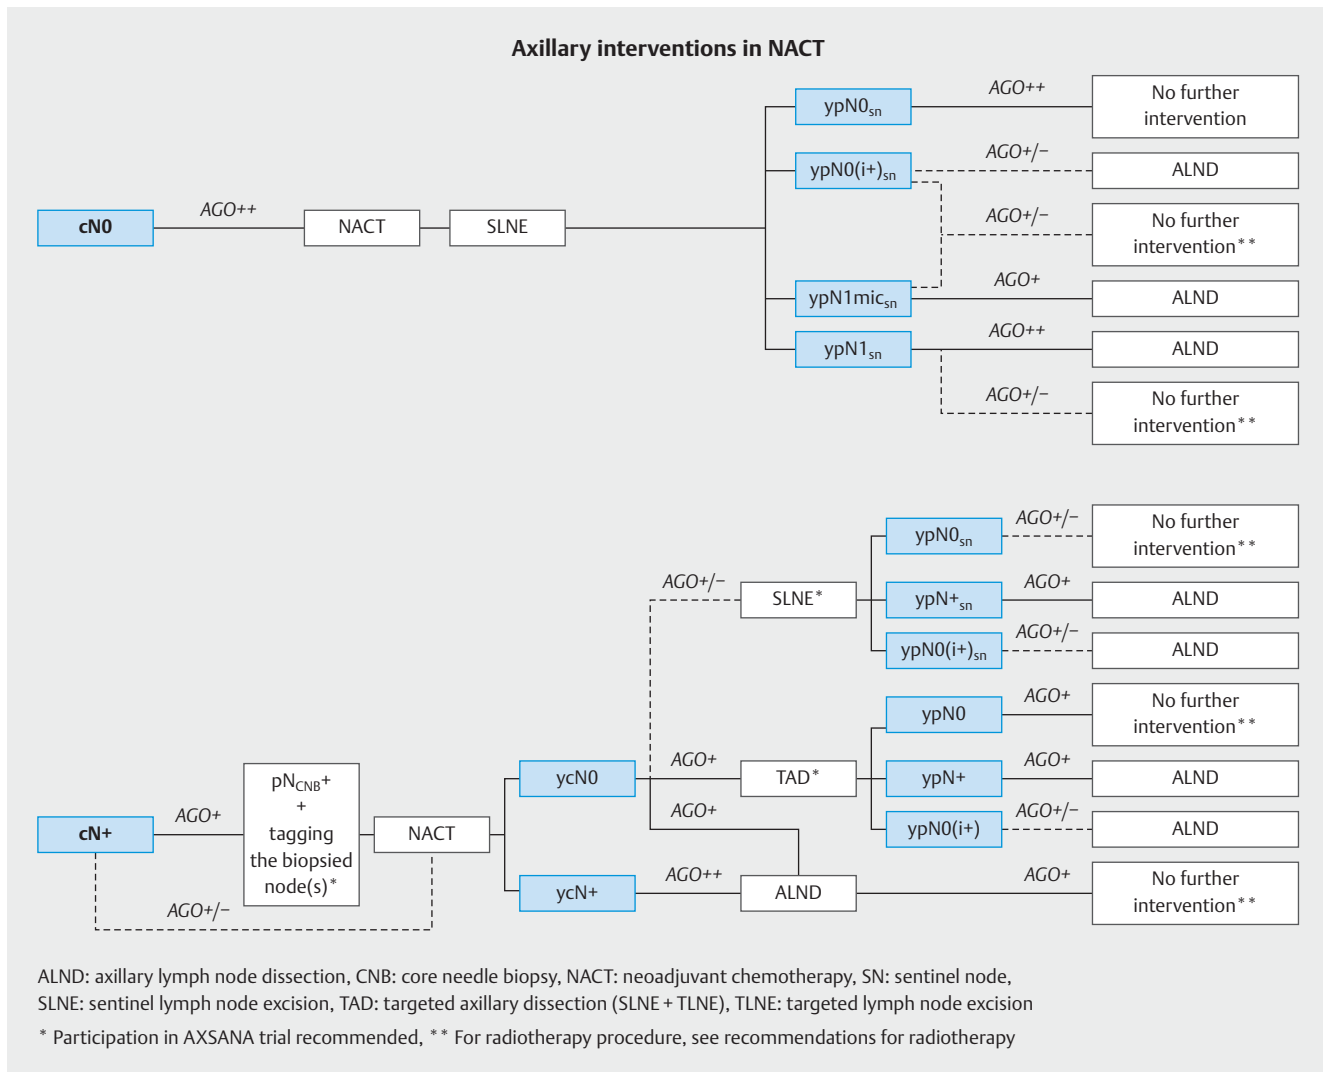 Axillary interventions in NACT
ypN0sn
AGO++
No further
intervention
ypN0(i+)sn
AGO+/−
ALND
cN0
AGO++
NACT
SLNE
AGO+/−
No further
intervention**
ypN1micsn
AGO+
ALND
ypN1sn
AGO++
ALND
AGO+/−
No further
intervention**
ypN0sn
AGO+/−
No further
intervention**
AGO+/−
SLNE*
ypN+sn
AGO+
ALND
ypN0(i+)sn
AGO+/−
ALND
ypN0
AGO+
No further
intervention**
ycN0
AGO+
TAD*
ypN+
AGO+
ALND
cN+
AGO+
pNCNB+
+
tagging
the biopsied
node(s)*
NACT
AGO+
ypN0(i+)
AGO+/−
ALND
ycN+
AGO++
ALND
AGO+
No further
intervention**
AGO+/−
ALND: axillary lymph node dissection, CNB: core needle biopsy, NACT: neoadjuvant chemotherapy, SN: sentinel node,
SLNE: sentinel lymph node excision, TAD: targeted axillary dissection (SLNE + TLNE), TLNE: targeted lymph node excision
* Participation in AXSANA trial recommended, ** For radiotherapy procedure, see recommendations for radiotherapy